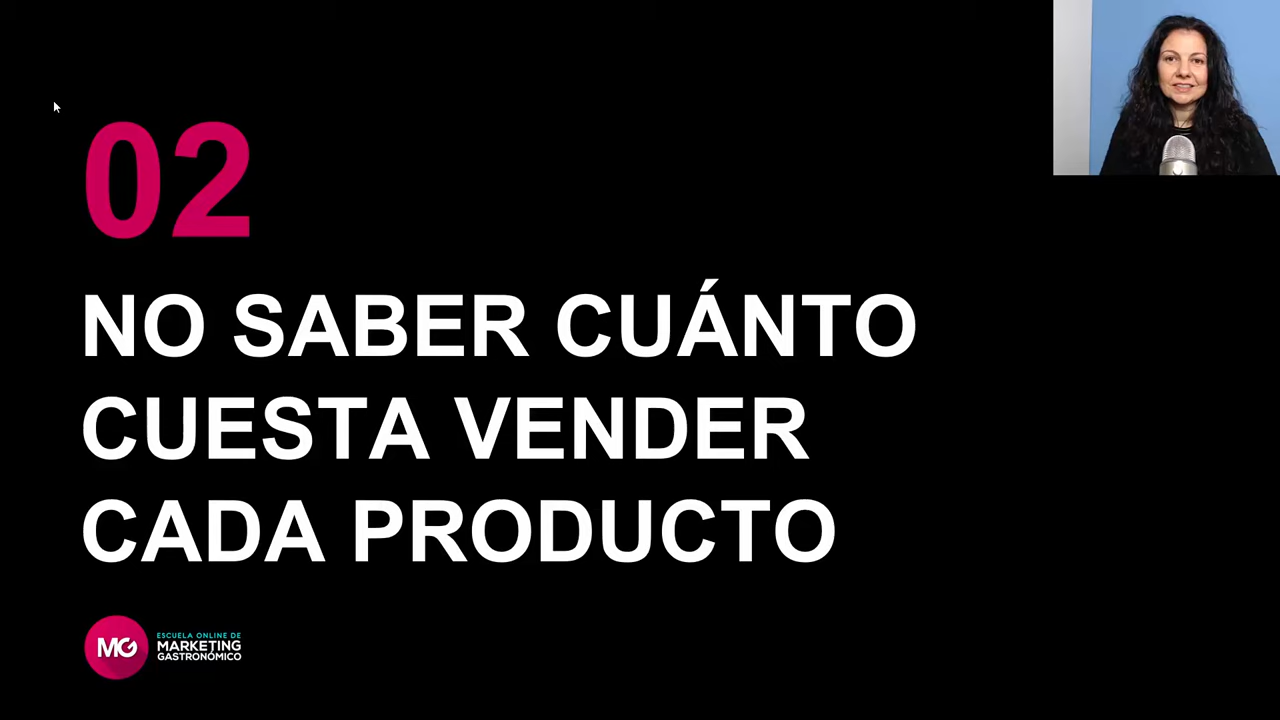 02
NO SABER CUÁNTO
CUESTA VENDER
CADA PRODUCTO
MG
ESCUELA ONLINE DE
MARKETING
GASTRONÓMICO